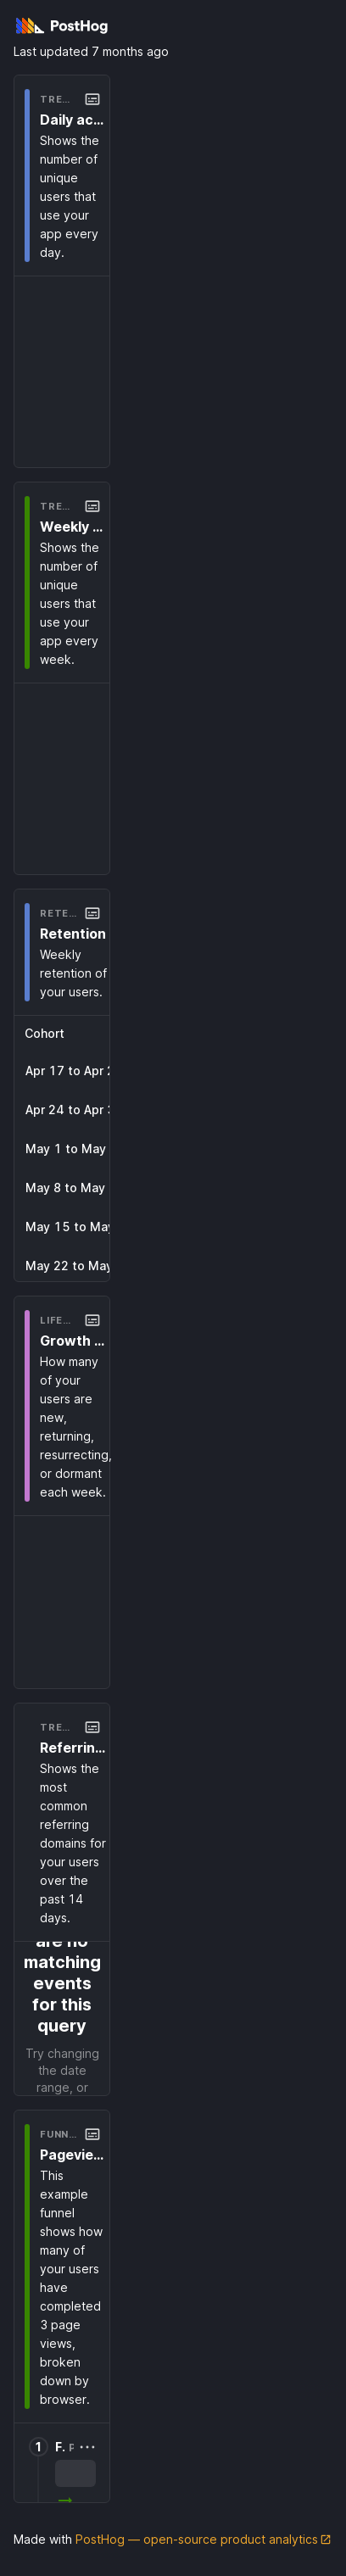 PostHog
Last updated 7 months ago
TRE...
Daily ac...
Shows the
number of
unique
users that
use your
app every
day.
TRE...
Weekly ...
Shows the
number of
unique
users that
use your
app every
week.
RETE...
Retention
Weekly
retention of
your users.
Cohort
Apr 17 to Apr 2
Apr 24 to Apr 3
May 1 to May
May 8 to May
May 15 to May
May 22 to May
LIFE...
Growth ...
How many
of your
users are
new,
returning,
resurrecting,
or dormant
each week.
TRE...
Referrin...
Shows the
most
common
referring
domains for
your users
over the
past 14
days.
are no
matching
events
for this
query
Try changing
the date
range, or
FUNN...
Pagevie...
This
example
funnel
shows how
many of
your users
have
completed
3 page
views,
broken
down by
browser.
1 F.
Made with PostHog — open-source product analytics